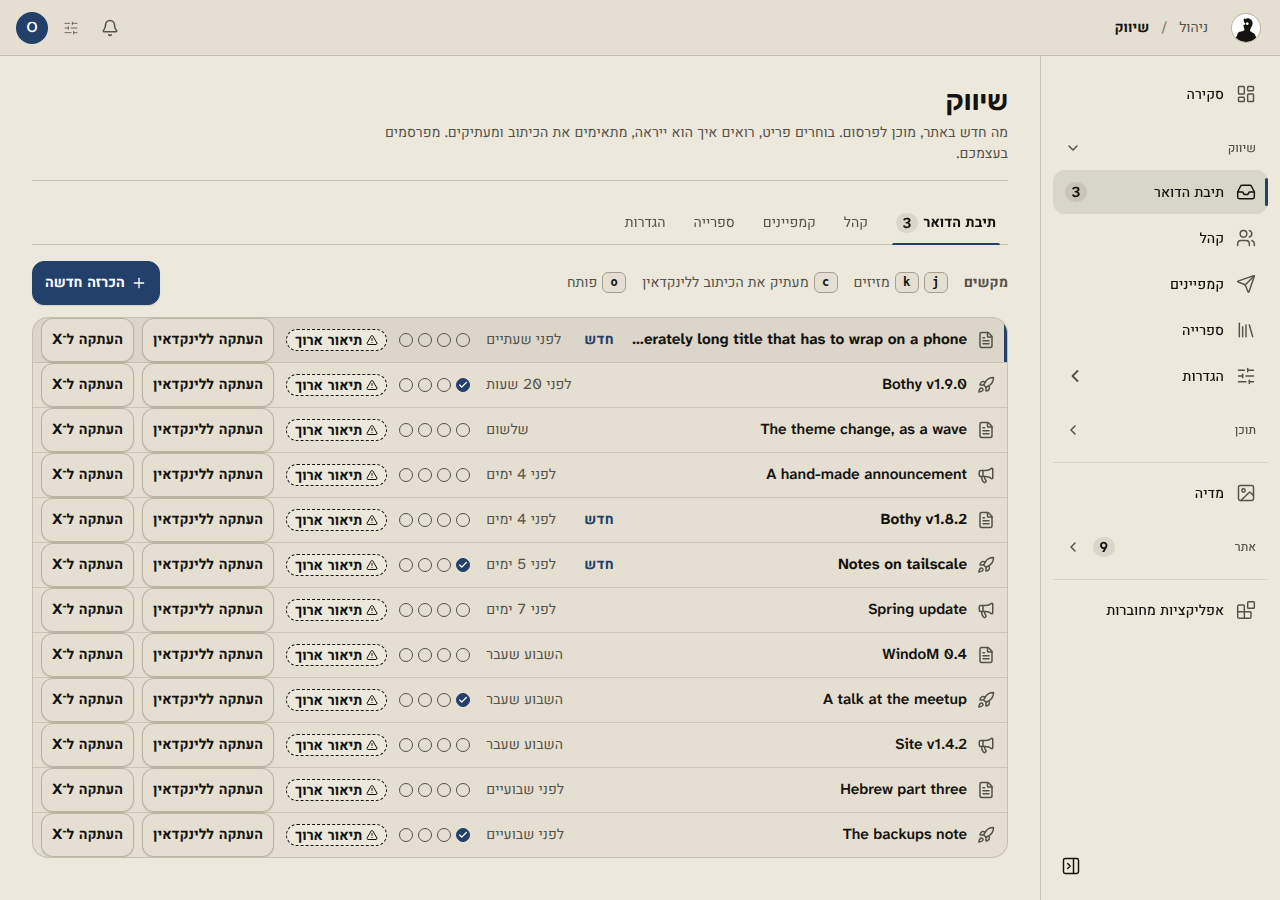 ניהול / שיווק
O
סקירה
שיווק
תיבת הדואר 3
קהל
קמפיינים
ספרייה
הגדרות
תוכן
מדיה
אתר 9
אפליקציות מחוברות
שיווק
מה חדש באתר, מוכן לפרסום. בוחרים פריט, רואים איך הוא ייראה, מתאימים את הכיתוב ומעתיקים. מפרסמים
בעצמכם.
תיבת הדואר 3 קהל קמפיינים ספרייה הגדרות
מקשים j k מזיזים c מעתיק את הכיתוב ללינקדאין o פותח
הכרזה חדשה
…erately long title that has to wrap on a phone חדש לפני שעתיים תיאור ארוך העתקה ללינקדאין העתקה ל־X
Bothy v1.9.0 לפני 20 שעות תיאור ארוך העתקה ללינקדאין העתקה ל־X
The theme change, as a wave שלשום תיאור ארוך העתקה ללינקדאין העתקה ל־X
A hand-made announcement לפני 4 ימים תיאור ארוך העתקה ללינקדאין העתקה ל־X
Bothy v1.8.2 חדש לפני 4 ימים תיאור ארוך העתקה ללינקדאין העתקה ל־X
Notes on tailscale חדש לפני 5 ימים תיאור ארוך העתקה ללינקדאין העתקה ל־X
Spring update לפני 7 ימים תיאור ארוך העתקה ללינקדאין העתקה ל־X
WindoM 0.4 השבוע שעבר תיאור ארוך העתקה ללינקדאין העתקה ל־X
A talk at the meetup השבוע שעבר תיאור ארוך העתקה ללינקדאין העתקה ל־X
Site v1.4.2 השבוע שעבר תיאור ארוך העתקה ללינקדאין העתקה ל־X
Hebrew part three לפני שבועיים תיאור ארוך העתקה ללינקדאין העתקה ל־X
The backups note לפני שבועיים תיאור ארוך העתקה ללינקדאין העתקה ל־X